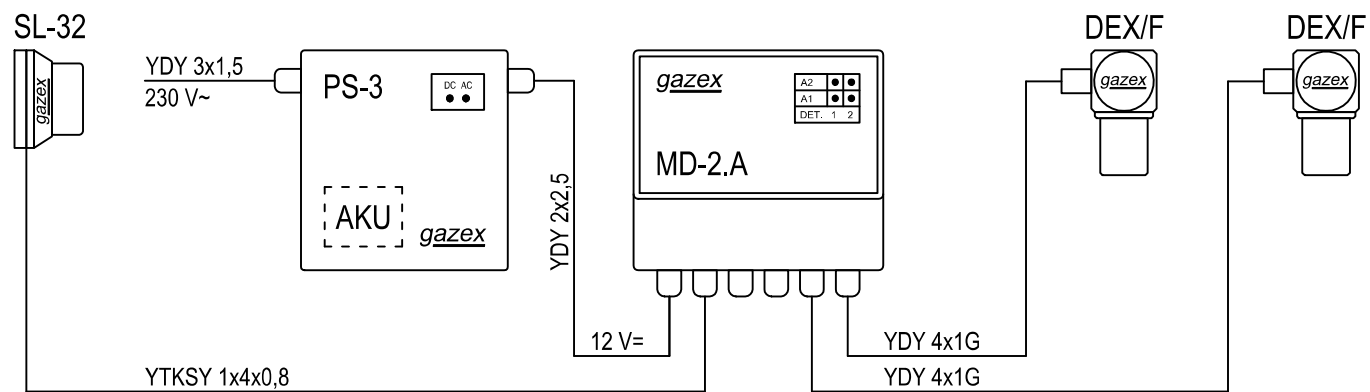 SL-32
gazex
YDY 3x1,5
230 V~
PS-3
DC AC
AKU
gazex
YDY 2x2,5
12 V=
YTKSY 1x4x0,8
gazex
A2
A1
DET. 1 2
MD-2.A
YDY 4x1G
YDY 4x1G
DEX/F
gazex
DEX/F
gazex